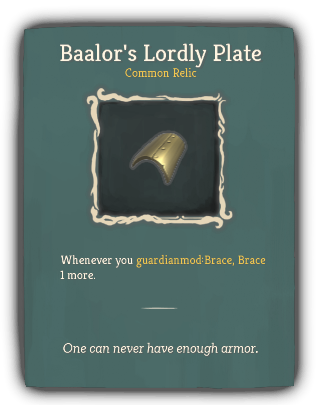 Baalor's Lordly Plate
Common Relic
Whenever you guardianmod:Brace, Brace
1 more.
One can never have enough armor.